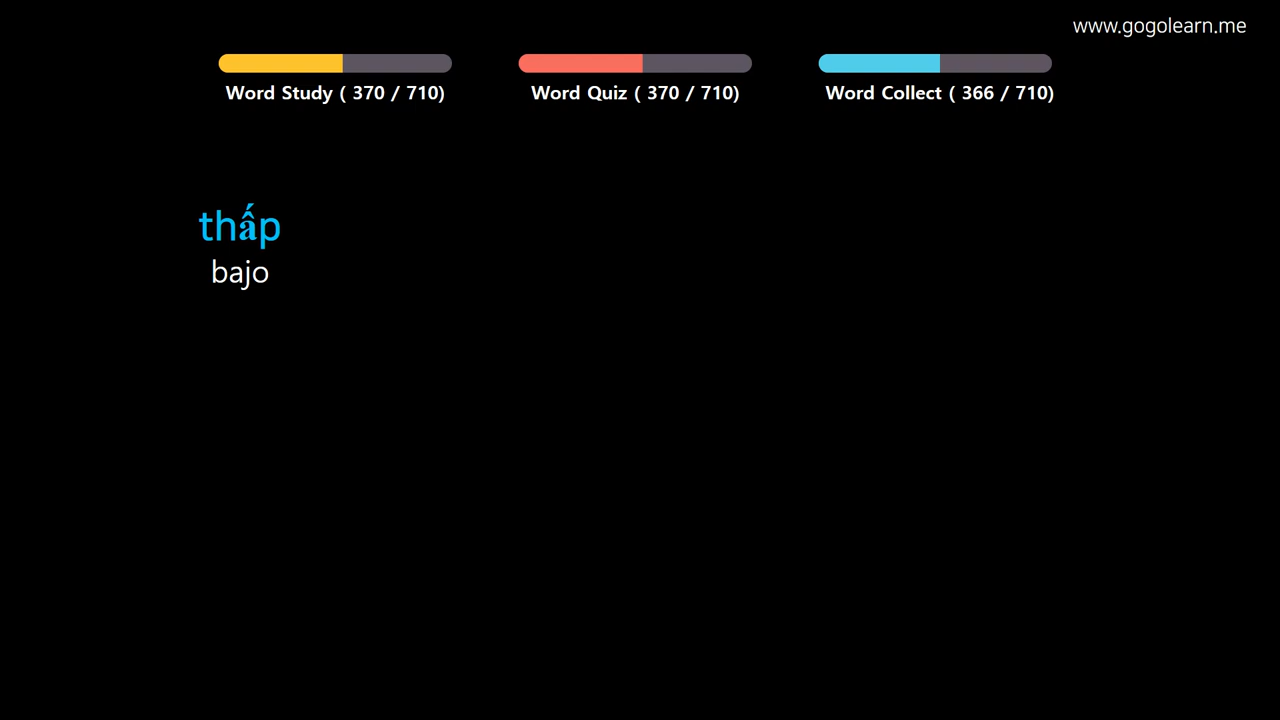 www.gogolearn.me
Word Study ( 370 / 710)
Word Quiz ( 370 / 710)
Word Collect ( 366 / 710)
thấp
bajo